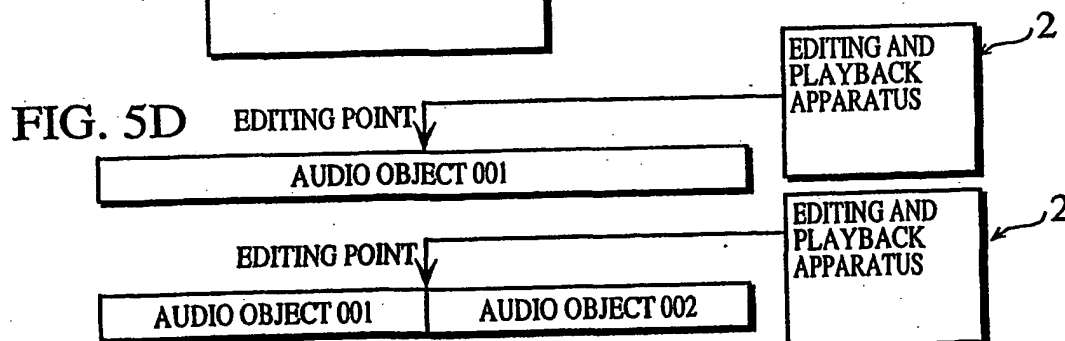 2
EDITING AND
PLAYBACK
APPARATUS
FIG. 5D
EDITING POINT
AUDIO OBJECT 001
2
EDITING AND
PLAYBACK
APPARATUS
EDITING POINT
AUDIO OBJECT 001
AUDIO OBJECT 002